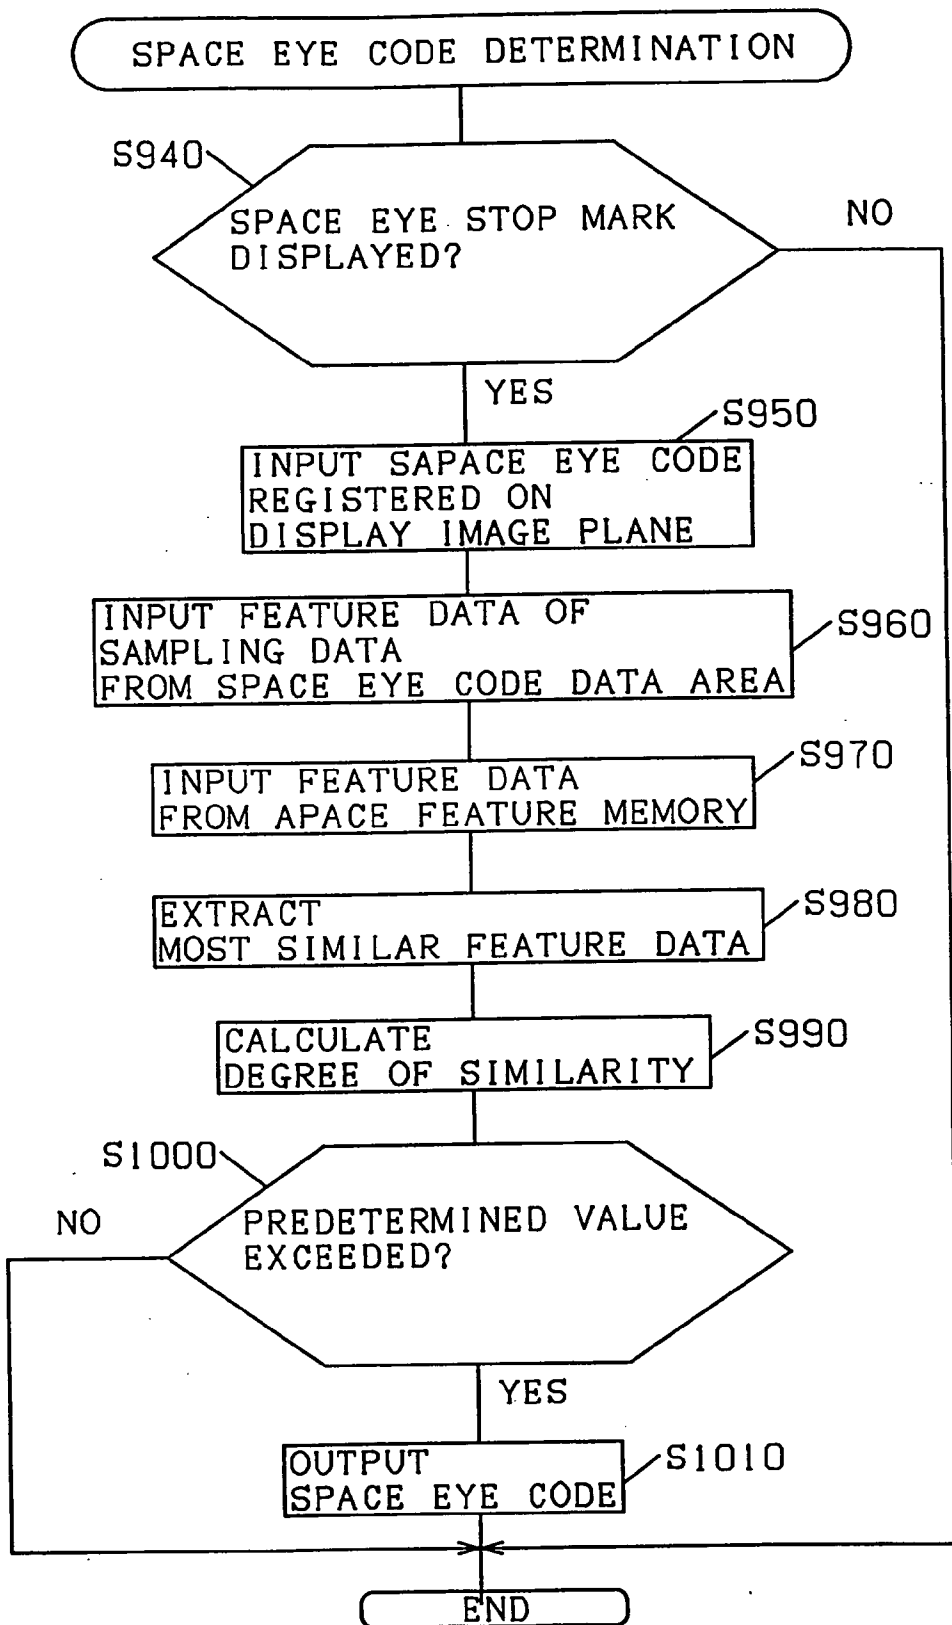 SPACE EYE CODE DETERMINATION
S940
SPACE EYE STOP MARK
DISPLAYED?
NO
YES
S950
INPUT SAPACE EYE CODE
REGISTERED ON
DISPLAY IMAGE PLANE
INPUT FEATURE DATA OF
SAMPLING DATA
FROM SPACE EYE CODE DATA AREA
S960
INPUT FEATURE DATA
FROM APACE FEATURE MEMORY
S970
EXTRACT
MOST SIMILAR FEATURE DATA
S980
CALCULATE
DEGREE OF SIMILARITY
S990
S1000
NO
PREDETERMINED VALUE
EXCEEDED?
YES
OUTPUT
SPACE EYE CODE
S1010
END